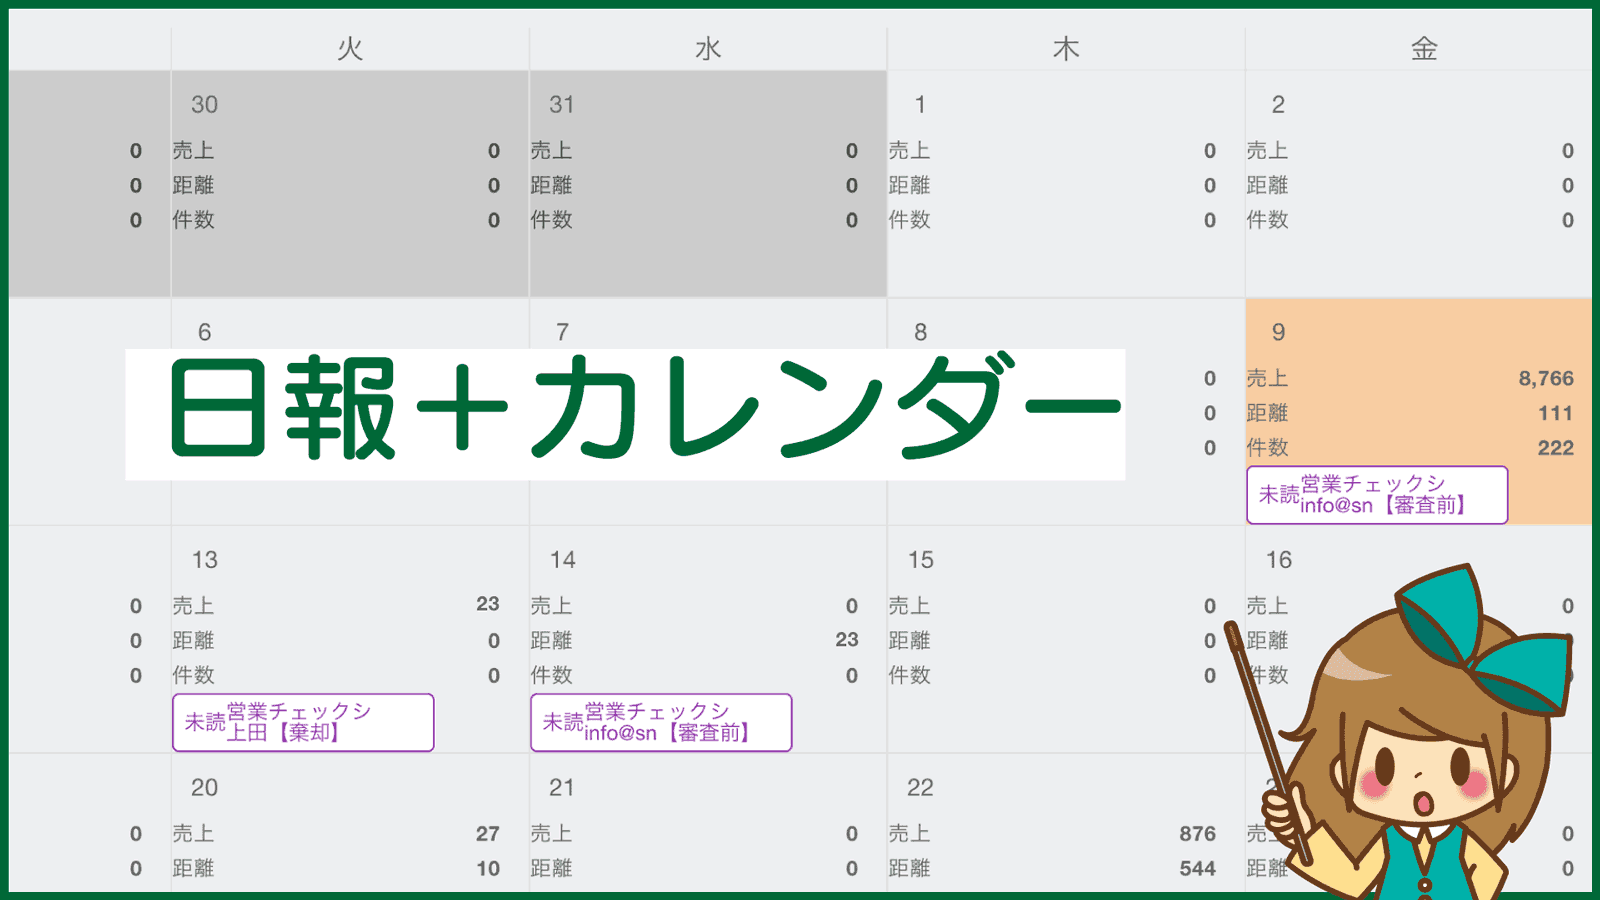 火 水 木 金
30 31 1 2
0 売上 0 売上 0 売上 0 売上 0
0 距離 0 距離 0 距離 0 距離 0
0 件数 0 件数 0 件数 0 件数 0
6 7 8 9
日報＋カレンダー
0 売上 8,766
0 距離 111
0 件数 222
未読 営業チェックシ
info@sn【審査前】
13 14 15 16
0 売上 23 売上 0 売上 0 売上 0
0 距離 0 距離 23 距離 0 距離
0 件数 0 件数 0 件数 0 件数
未読 営業チェックシ 未読 営業チェックシ
上田【棄却】 info@sn【審査前】
20 21 22
0 売上 27 売上 0 売上 876 売 0
0 距離 10 距離 0 距離 544 距離 0